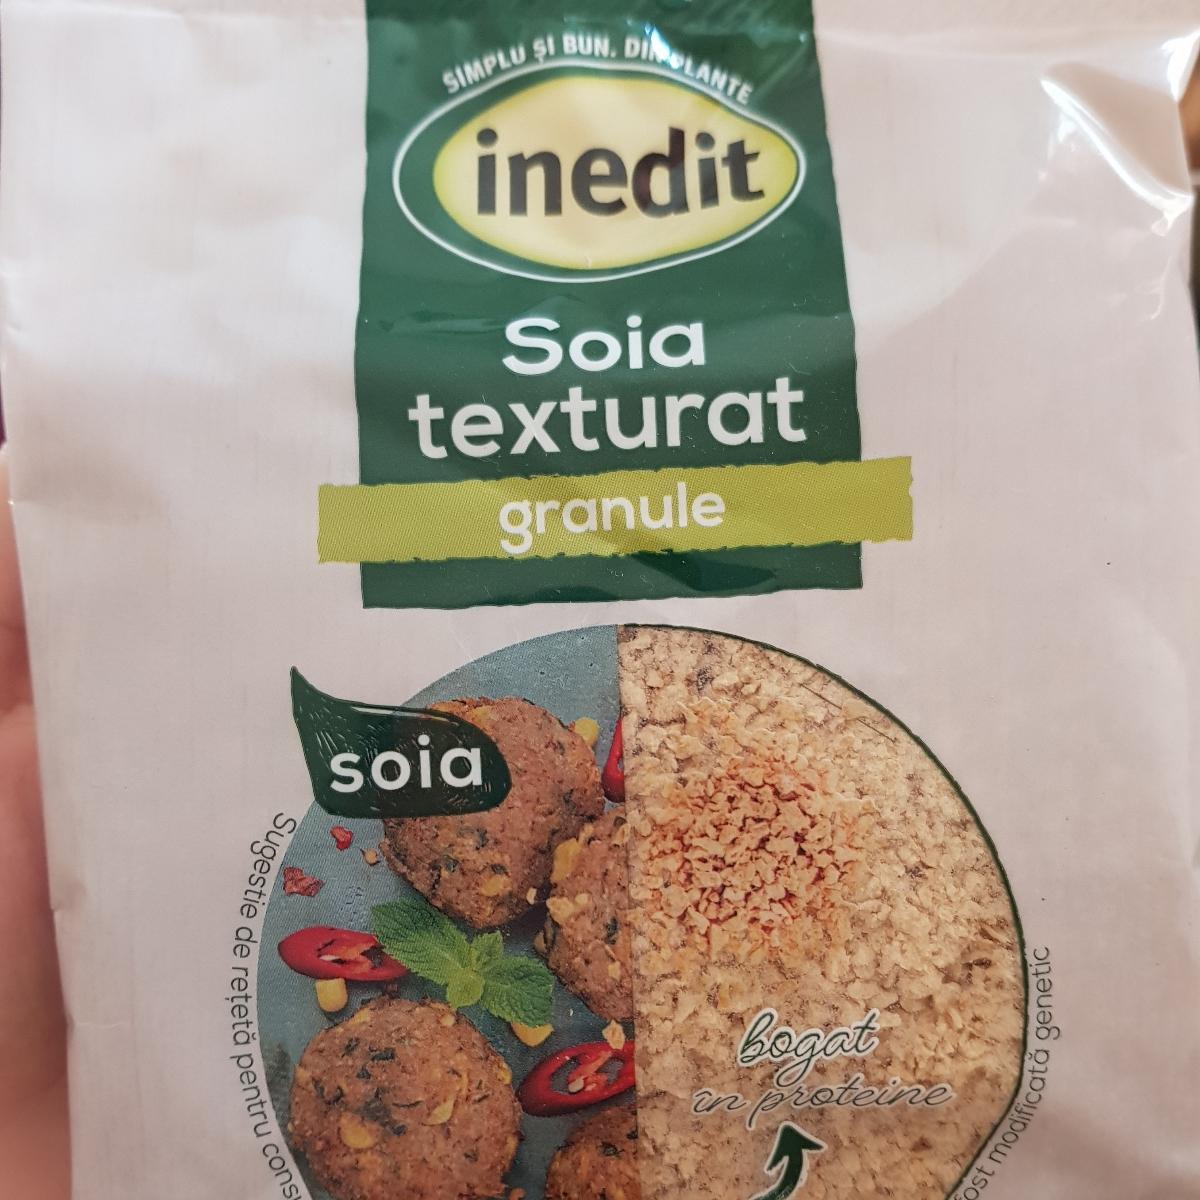 SIMPLU ȘI BUN. DIN PLANTE
inedit
Soia
texturat
granule
soia
Sugestie de rețetă pentru
bogat
în proteine
fost modificată genetic